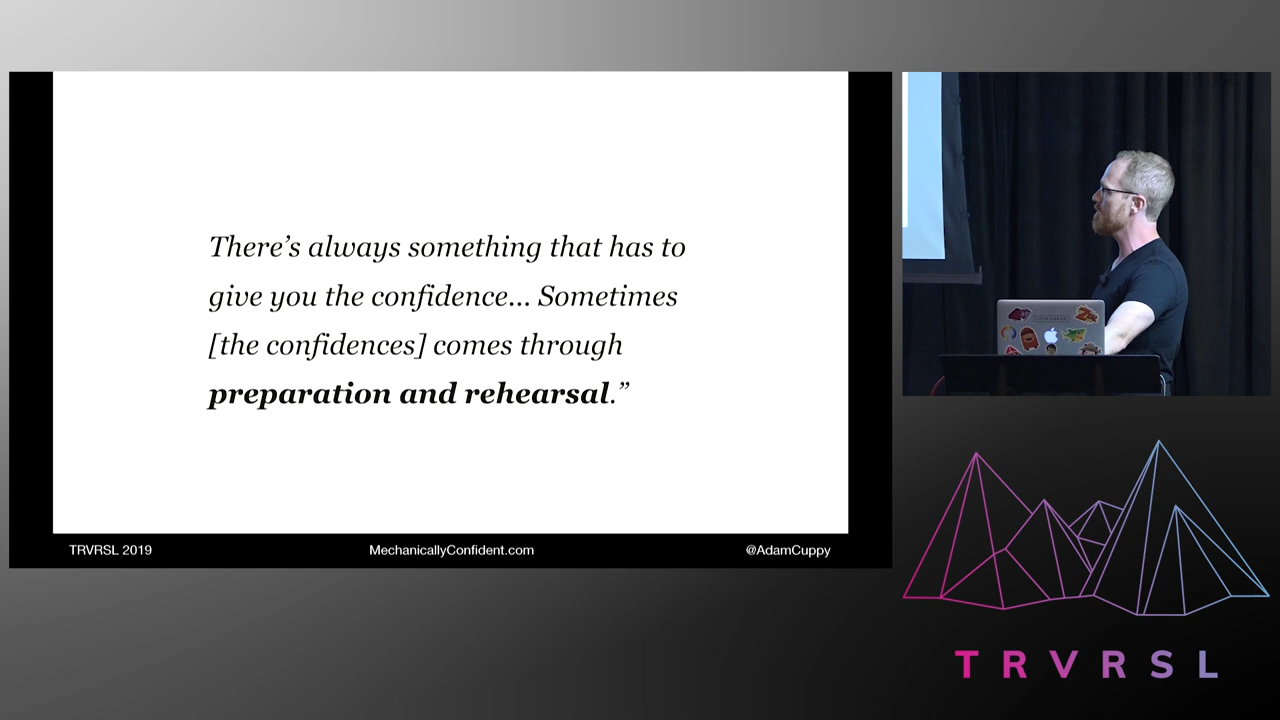 There’s always something that has to
give you the confidence... Sometimes
[the confidences] comes through
preparation and rehearsal.”
TRVRSL 2019
MechanicallyConfident.com
@AdamCuppy
TRVRSL